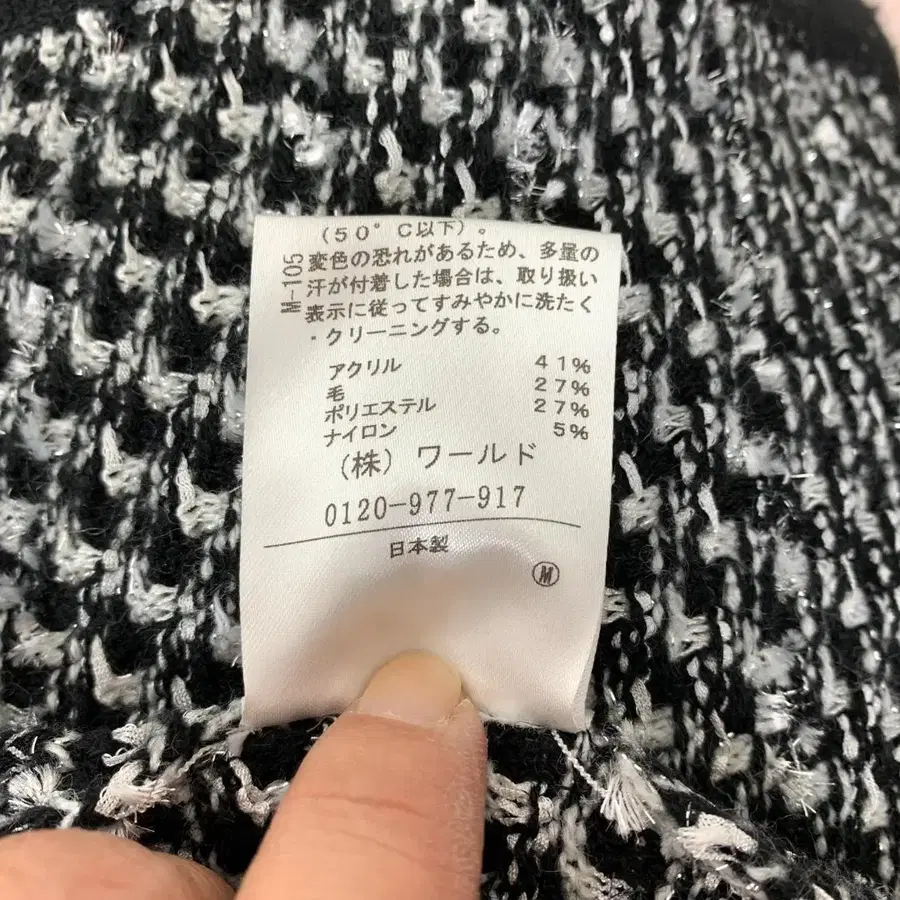 （50°C以下）。
変色の恐れがあるため、多量の
汗が付着した場合は、取り扱い
表示に従ってすみやかに洗たく
・クリーニングする。
M-105
アクリル 41%
毛 27%
ポリエステル 27%
ナイロン 5%
（株）ワールド
0120-977-917
日本製
M